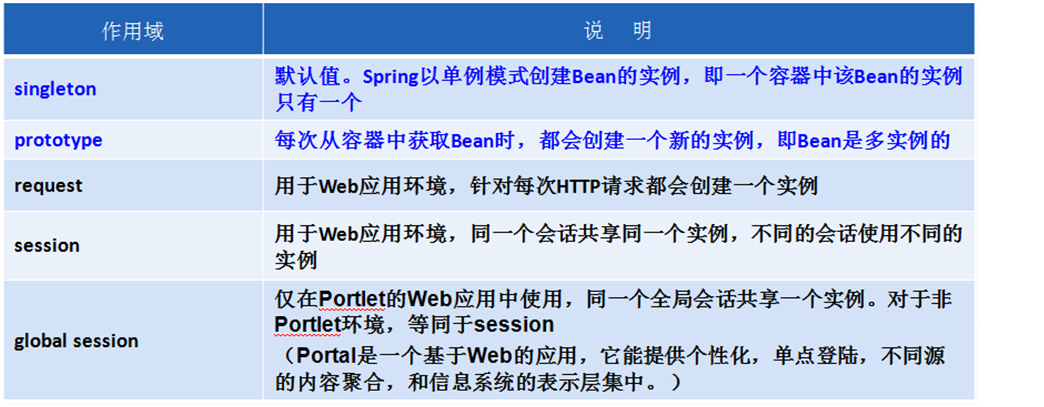 作用域
说 明
singleton
默认值。Spring以单例模式创建Bean的实例，即一个容器中该Bean的实例
只有一个
prototype
每次从容器中获取Bean时，都会创建一个新的实例，即Bean是多实例的
request
用于Web应用环境，针对每次HTTP请求都会创建一个实例
session
用于Web应用环境，同一个会话共享同一个实例，不同的会话使用不同的
实例
global session
仅在Portlet的Web应用中使用，同一个全局会话共享一个实例。对于非
Portlet环境，等同于session
（Portal是一个基于Web的应用，它能提供个性化，单点登陆，不同源
的内容聚合，和信息系统的表示层集中。）